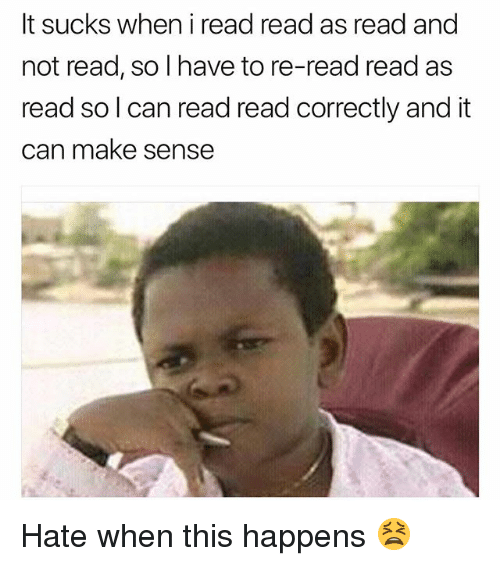 It sucks when i read read as read and
not read, so I have to re-read read as
read so I can read read correctly and it
can make sense
Hate when this happens 😫